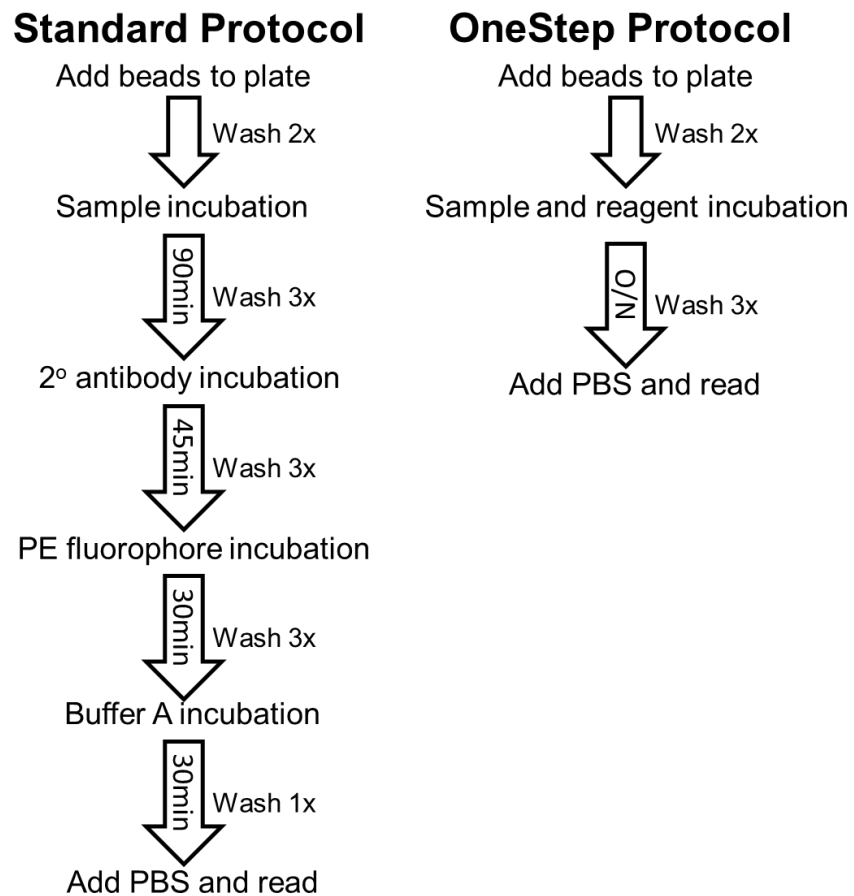 Standard Protocol
Add beads to plate
Wash 2x
Sample incubation
90min
Wash 3x
2º antibody incubation
45min
Wash 3x
PE fluorophore incubation
30min
Wash 3x
Buffer A incubation
30min
Wash 1x
Add PBS and read
OneStep Protocol
Add beads to plate
Wash 2x
Sample and reagent incubation
O/N
Wash 3x
Add PBS and read